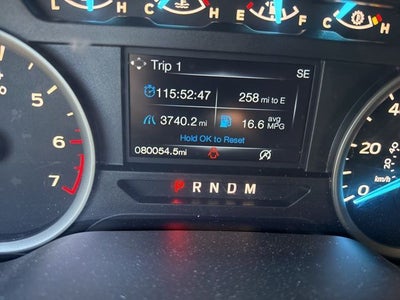 C H E F C H
Trip 1 SE
115:52:47 258 mi to E
3740.2 mi 16.6 avg MPG
Hold OK to Reset
080054.5mi
P R N D M
6
7
20
0
0
km/h